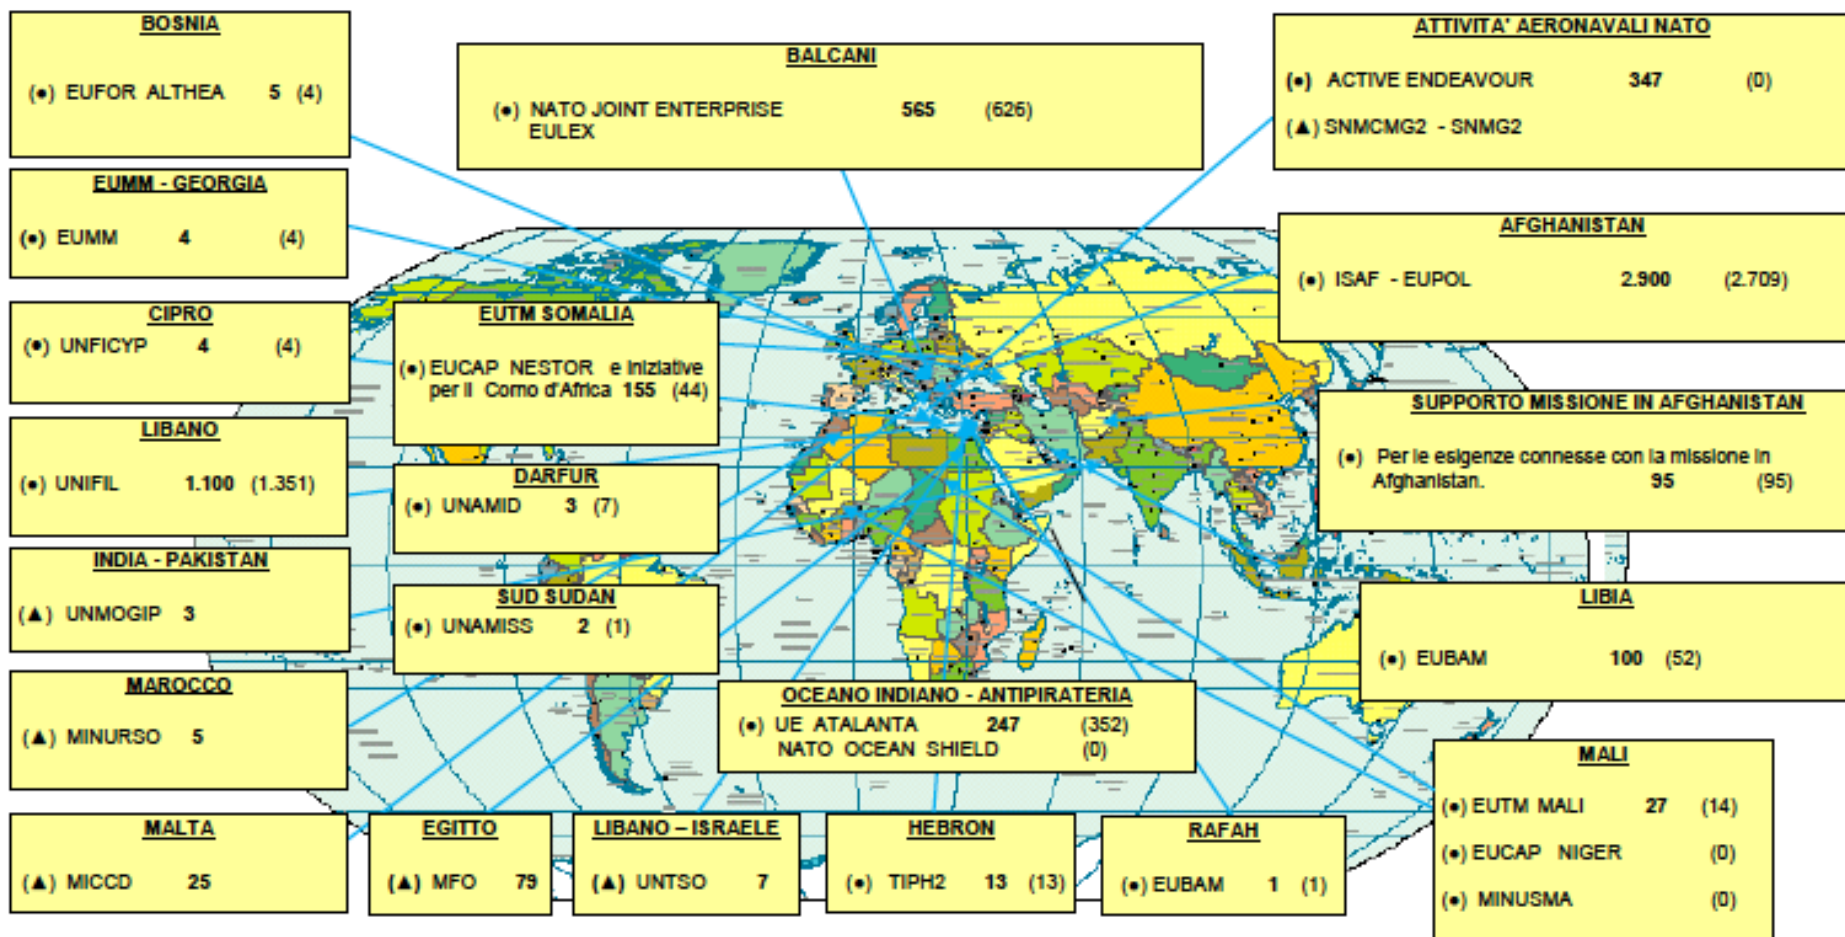 BOSNIA
(●) EUFOR ALTHEA 5 (4)
BALCANI
(●) NATO JOINT ENTERPRISE 565 (626)
EULEX
ATTIVITA' AERONAVALI NATO
(●) ACTIVE ENDEAVOUR 347 (0)
(▲) SNMCMG2 - SNMG2
EUMM - GEORGIA
(●) EUMM 4 (4)
AFGHANISTAN
(●) ISAF - EUPOL 2.900 (2.709)
CIPRO
(●) UNFICYP 4 (4)
EUTM SOMALIA
(●) EUCAP NESTOR e iniziative
per il Corno d'Africa 155 (44)
SUPPORTO MISSIONE IN AFGHANISTAN
(●) Per le esigenze connesse con la missione in
Afghanistan. 95 (95)
LIBANO
(●) UNIFIL 1.100 (1.351)
DARFUR
(●) UNAMID 3 (7)
INDIA - PAKISTAN
(▲) UNMOGIP 3
SUD SUDAN
(●) UNAMISS 2 (1)
LIBIA
(●) EUBAM 100 (52)
MAROCCO
(▲) MINURSO 5
OCEANO INDIANO - ANTIPIRATERIA
(●) UE ATALANTA 247 (352)
NATO OCEAN SHIELD (0)
MALI
(●) EUTM MALI 27 (14)
(●) EUCAP NIGER (0)
(●) MINUSMA (0)
MALTA
(▲) MICCD 25
EGITTO
(▲) MFO 79
LIBANO – ISRAELE
(▲) UNTSO 7
HEBRON
(●) TIPH2 13 (13)
RAFAH
(●) EUBAM 1 (1)